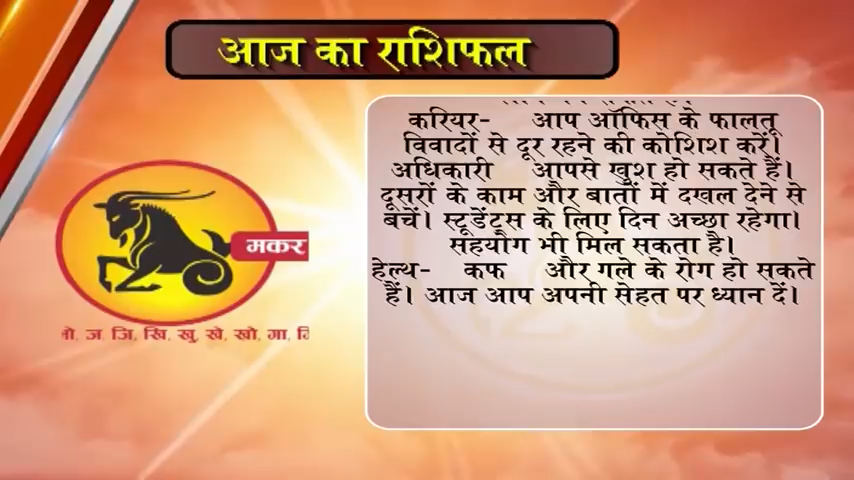 आज का राशिफल
करियर- आप ऑफिस के फालतू
विवादों से दूर रहने की कोशिश करें।
अधिकारी आपसे खुश हो सकते हैं।
दूसरों के काम और बातों में दखल देने से
बचें। स्टूडेंट्स के लिए दिन अच्छा रहेगा।
सहयोग भी मिल सकता है।
हेल्थ- कफ और गले के रोग हो सकते
हैं। आज आप अपनी सेहत पर ध्यान दें।
मकर
ज, जि, खि, खु, खे, खो, गा,